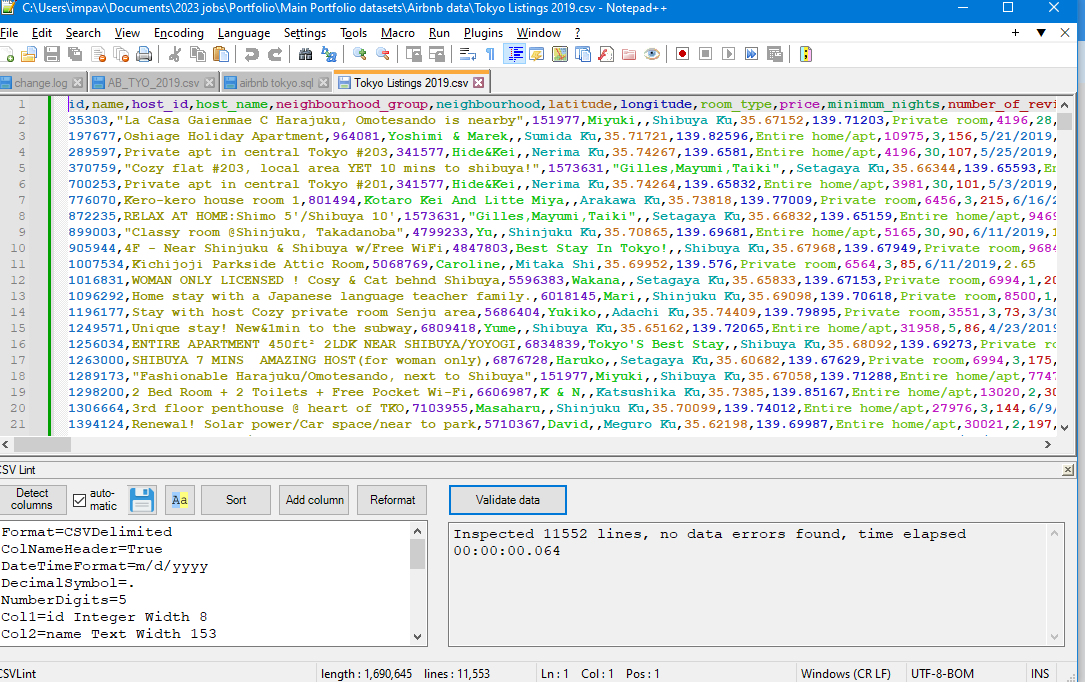 C:\Users\impav\Documents\2023 jobs\Portfolio\Main Portfolio datasets\Airbnb data\Tokyo Listings 2019.csv - Notepad++
File Edit Search View Encoding Language Settings Tools Macro Run Plugins Window ? + ▼ X
change.log AB_TYO_2019.csv airbnb tokyo.sql Tokyo Listings 2019.csv
1 id,name,host_id,host_name,neighbourhood_group,neighbourhood,latitude,longitude,room_type,price,minimum_nights,number_of_revi
2 35303,"La Casa Gaienmae C Harajuku, Omotesando is nearby",151977,Miyuki,,Shibuya Ku,35.67152,139.71203,Private room,4196,28,
3 197677,Oshiage Holiday Apartment,964081,Yoshimi & Marek,,Sumida Ku,35.71721,139.82596,Entire home/apt,10975,3,156,5/21/2019,
4 289597,Private apt in central Tokyo #203,341577,Hide&Kei,,Nerima Ku,35.74267,139.6581,Entire home/apt,4196,30,107,5/25/2019,
5 370759,"Cozy flat #203, local area YET 10 mins to shibuya!",1573631,"Gilles,Mayumi,Taiki",,Setagaya Ku,35.66344,139.65593,En
6 700253,Private apt in central Tokyo #201,341577,Hide&Kei,,Nerima Ku,35.74264,139.65832,Entire home/apt,3981,30,101,5/3/2019,
7 776070,Kero-kero house room 1,801494,Kotaro Kei And Litte Miya,,Arakawa Ku,35.73818,139.77009,Private room,6456,3,215,6/16/2
8 872235,RELAX AT HOME:Shimo 5'/Shibuya 10',1573631,"Gilles,Mayumi,Taiki",,Setagaya Ku,35.66832,139.65159,Entire home/apt,9469
9 899003,"Classy room @Shinjuku, Takadanoba",4799233,Yu,,Shinjuku Ku,35.70865,139.69681,Entire home/apt,5165,30,90,6/11/2019,1
10 905944,4F - Near Shinjuku & Shibuya w/Free WiFi,4847803,Best Stay In Tokyo!,,Shibuya Ku,35.67968,139.67949,Private room,9684
11 1007534,Kichijoji Parkside Attic Room,5068769,Caroline,,Mitaka Shi,35.69952,139.576,Private room,6564,3,85,6/11/2019,2.65
12 1016831,WOMAN ONLY LICENSED ! Cosy & Cat behnd Shibuya,5596383,Wakana,,Setagaya Ku,35.65833,139.67153,Private room,6994,1,20
13 1096292,Home stay with a Japanese language teacher family.,6018145,Mari,,Shinjuku Ku,35.69098,139.70618,Private room,8500,1,
14 1196177,Stay with host Cozy private room Senju area,5686404,Yukiko,,Adachi Ku,35.74409,139.79895,Private room,3551,3,73,3/30
15 1249571,Unique stay! New&1min to the subway,6809418,Yume,,Shibuya Ku,35.65162,139.72065,Entire home/apt,31958,5,86,4/23/2019
16 1256034,ENTIRE APARTMENT 450ft² 2LDK NEAR SHIBUYA/YOYOGI,6834839,Tokyo'S Best Stay,,Shibuya Ku,35.68092,139.69273,Private ro
17 1263000,SHIBUYA 7 MINS  AMAZING HOST(for woman only),6876728,Haruko,,Setagaya Ku,35.60682,139.67629,Private room,6994,3,175,
18 1289173,"Fashionable Harajuku/Omotesando, next to Shibuya",151977,Miyuki,,Shibuya Ku,35.67058,139.71288,Entire home/apt,7747
19 1298200,2 Bed Room + 2 Toilets + Free Pocket Wi-Fi,6606987,K & N,,Katsushika Ku,35.7385,139.85167,Entire home/apt,13020,2,30
20 1306664,3rd floor penthouse @ heart of TKO,7103955,Masaharu,,Shinjuku Ku,35.70099,139.74012,Entire home/apt,27976,3,144,6/9/
21 1394124,Renewal! Solar power/Car space/near to park,5710367,David,,Meguro Ku,35.62198,139.69987,Entire home/apt,30021,2,197,
CSV Lint
Detect columns auto-matic Aa Sort Add column Reformat Validate data
Format=CSVDelimited
ColNameHeader=True
DateTimeFormat=m/d/yyyy
DecimalSymbol=.
NumberDigits=5
Col1=id Integer Width 8
Col2=name Text Width 153
Inspected 11552 lines, no data errors found, time elapsed
00:00:00.064
CSVLint length : 1,690,645 lines : 11,553 Ln : 1 Col : 1 Pos : 1 Windows (CR LF) UTF-8-BOM INS